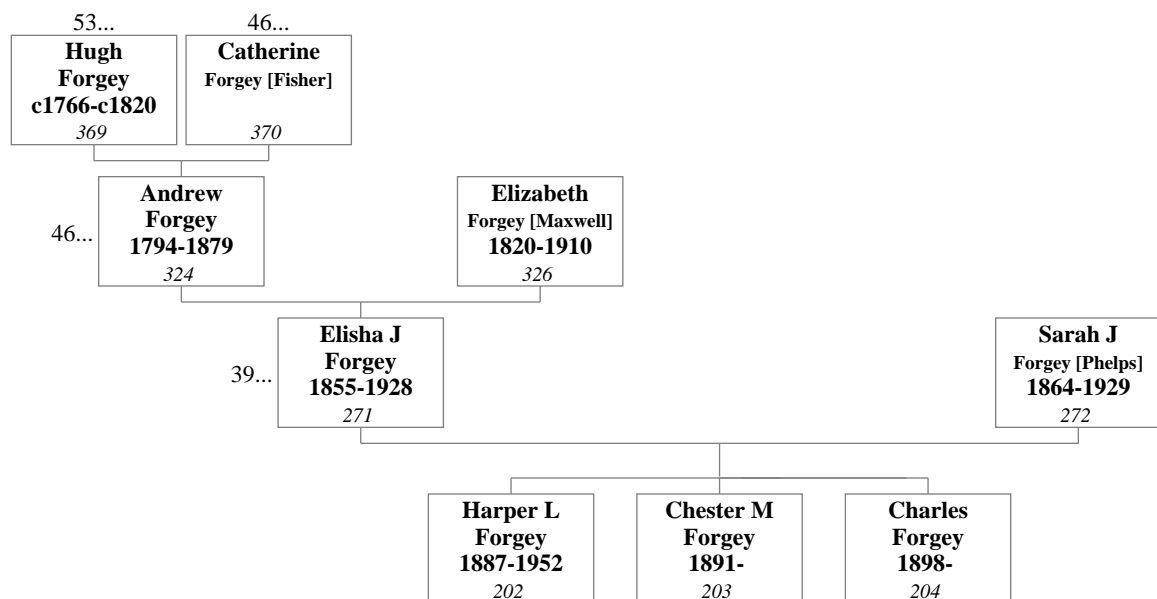 53...
46...
Hugh
Forgey
c1766-c1820
369
Catherine
Forgey [Fisher]
370
46...
Andrew
Forgey
1794-1879
324
Elizabeth
Forgey [Maxwell]
1820-1910
326
39...
Elisha J
Forgey
1855-1928
271
Sarah J
Forgey [Phelps]
1864-1929
272
Harper L
Forgey
1887-1952
202
Chester M
Forgey
1891-
203
Charles
Forgey
1898-
204